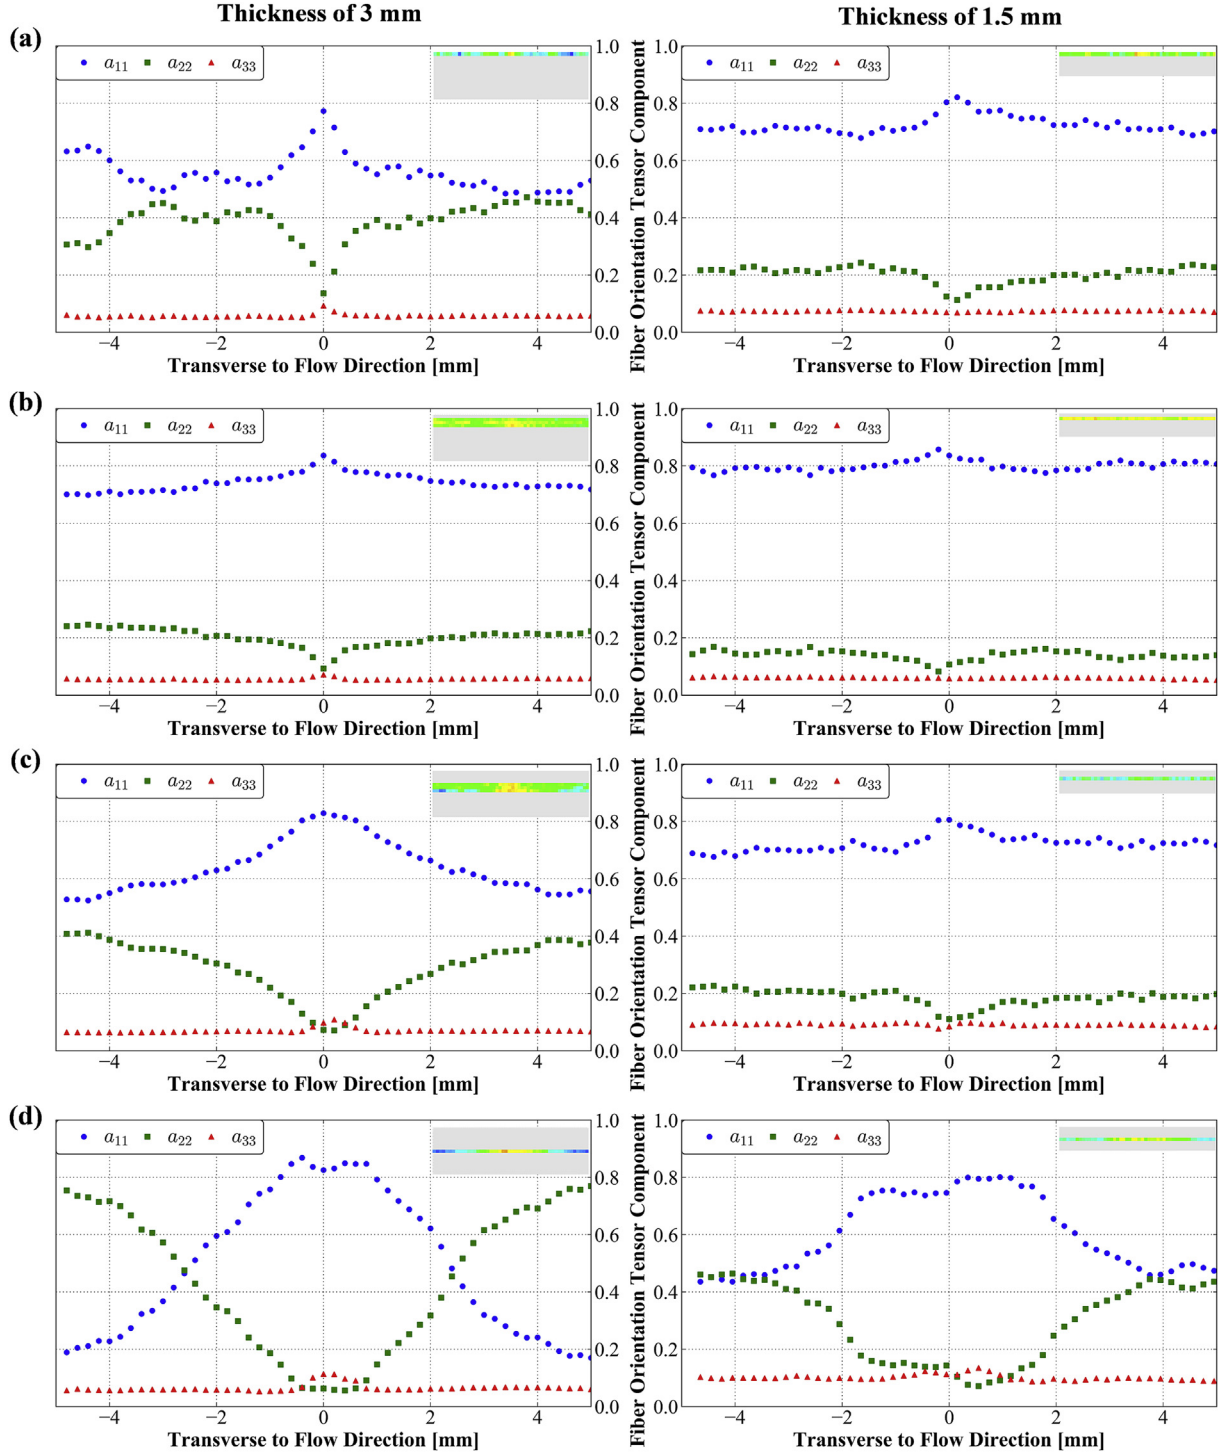 Thickness of 3 mm
Thickness of 1.5 mm
(a)
a11 a22 a33
1.0
0.8
0.6
0.4
0.2
0.0
−4 −2 0 2 4
Transverse to Flow Direction [mm]
Fiber Orientation Tensor Component
a11 a22 a33
1.0
0.8
0.6
0.4
0.2
0.0
−4 −2 0 2 4
Transverse to Flow Direction [mm]
(b)
a11 a22 a33
1.0
0.8
0.6
0.4
0.2
0.0
−4 −2 0 2 4
Transverse to Flow Direction [mm]
Fiber Orientation Tensor Component
a11 a22 a33
1.0
0.8
0.6
0.4
0.2
0.0
−4 −2 0 2 4
Transverse to Flow Direction [mm]
(c)
a11 a22 a33
1.0
0.8
0.6
0.4
0.2
0.0
−4 −2 0 2 4
Transverse to Flow Direction [mm]
Fiber Orientation Tensor Component
a11 a22 a33
1.0
0.8
0.6
0.4
0.2
0.0
−4 −2 0 2 4
Transverse to Flow Direction [mm]
(d)
a11 a22 a33
1.0
0.8
0.6
0.4
0.2
0.0
−4 −2 0 2 4
Transverse to Flow Direction [mm]
Fiber Orientation Tensor Component
a11 a22 a33
1.0
0.8
0.6
0.4
0.2
0.0
−4 −2 0 2 4
Transverse to Flow Direction [mm]